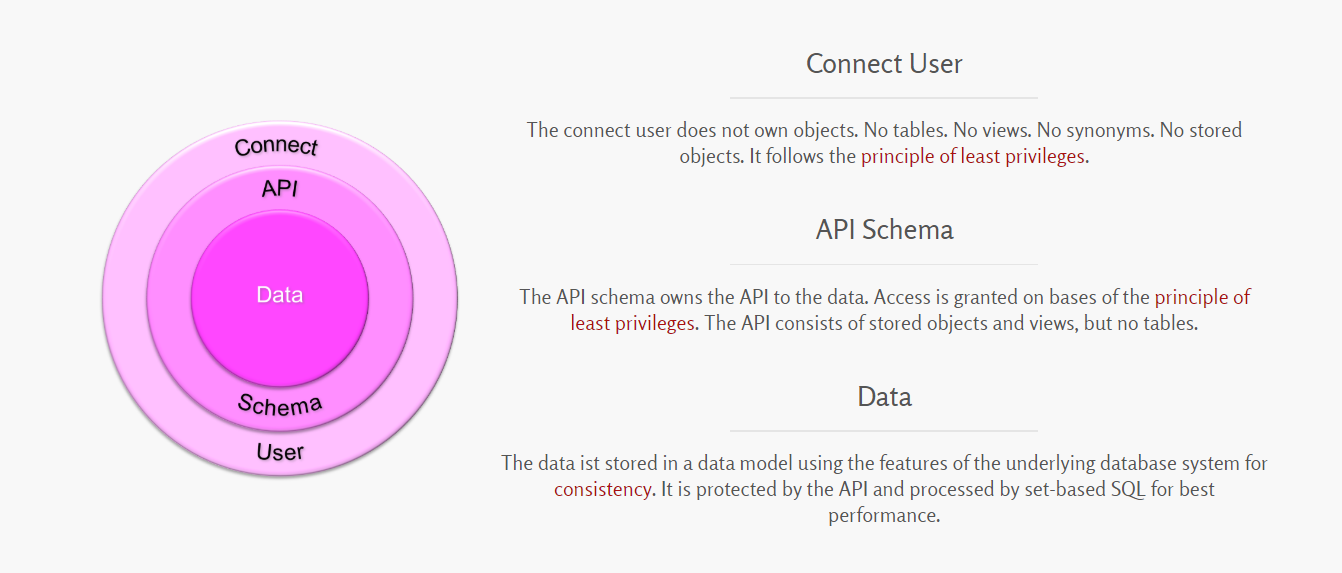 Connect
API
Data
Schema
User
Connect User
The connect user does not own objects. No tables. No views. No synonyms. No stored
objects. It follows the principle of least privileges.
API Schema
The API schema owns the API to the data. Access is granted on bases of the principle of
least privileges. The API consists of stored objects and views, but no tables.
Data
The data ist stored in a data model using the features of the underlying database system for
consistency. It is protected by the API and processed by set-based SQL for best
performance.